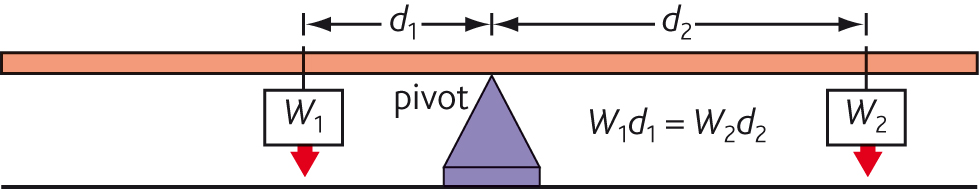 d₁ d₂
pivot
W₁
W₁d₁ = W₂d₂
W₂